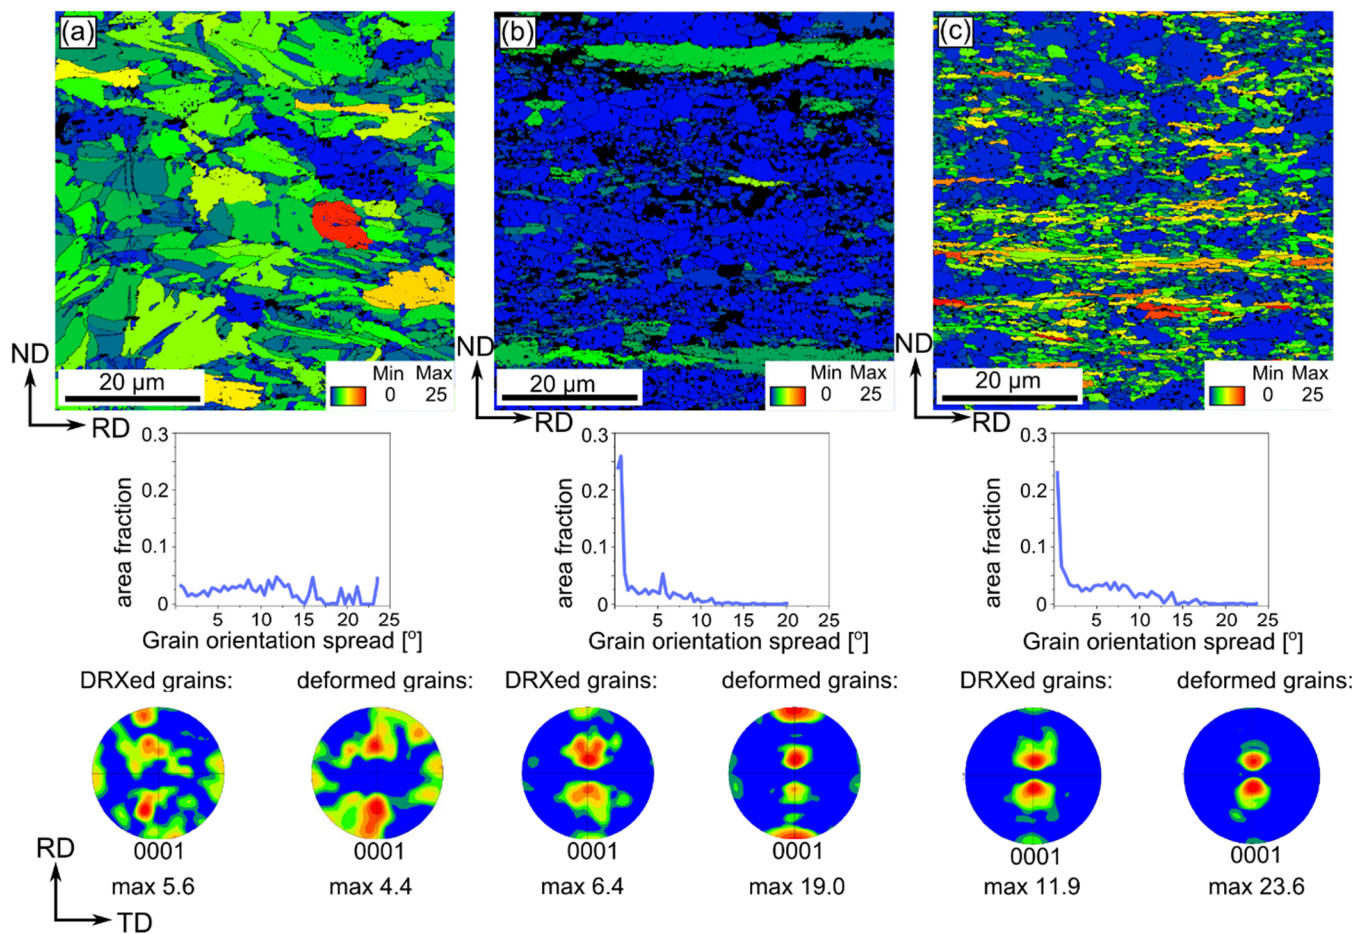 (a)
(b)
(c)
ND
RD
20 µm
Min Max
0 25
ND
RD
20 µm
Min Max
0 25
ND
RD
20 µm
Min Max
0 25
0.3
0.2
0.1
0
area fraction
5 10 15 20 25
Grain orientation spread [º]
0.3
0.2
0.1
0
area fraction
5 10 15 20 25
Grain orientation spread [º]
0.3
0.2
0.1
0
area fraction
5 10 15 20 25
Grain orientation spread [º]
DRXed grains:
deformed grains:
DRXed grains:
deformed grains:
DRXed grains:
deformed grains:
0001
0001
0001
0001
0001
0001
max 5.6
max 4.4
max 6.4
max 19.0
max 11.9
max 23.6
RD
TD